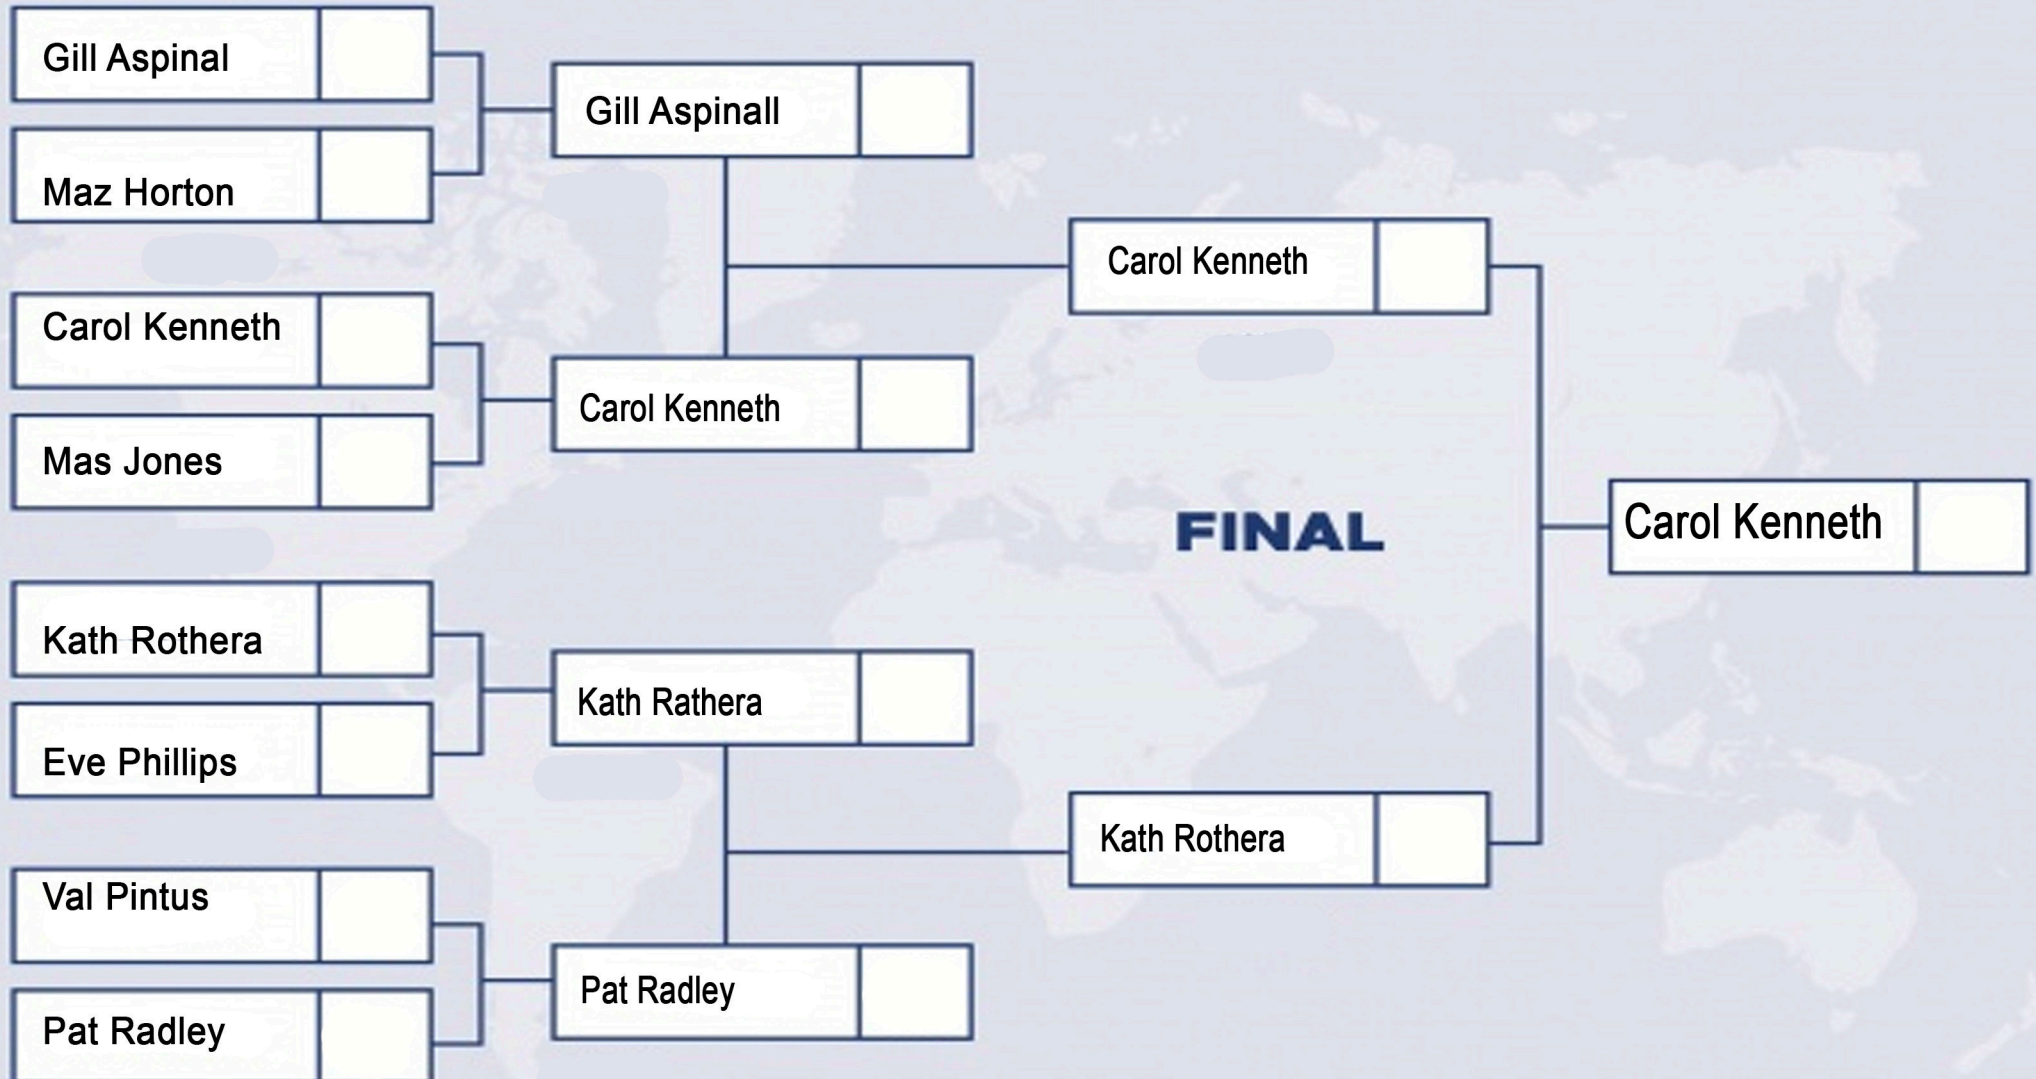 Gill Aspinal
Maz Horton
Carol Kenneth
Mas Jones
Kath Rothera
Eve Phillips
Val Pintus
Pat Radley
Gill Aspinall
Carol Kenneth
Kath Rathera
Pat Radley
Carol Kenneth
FINAL
Kath Rothera
Carol Kenneth